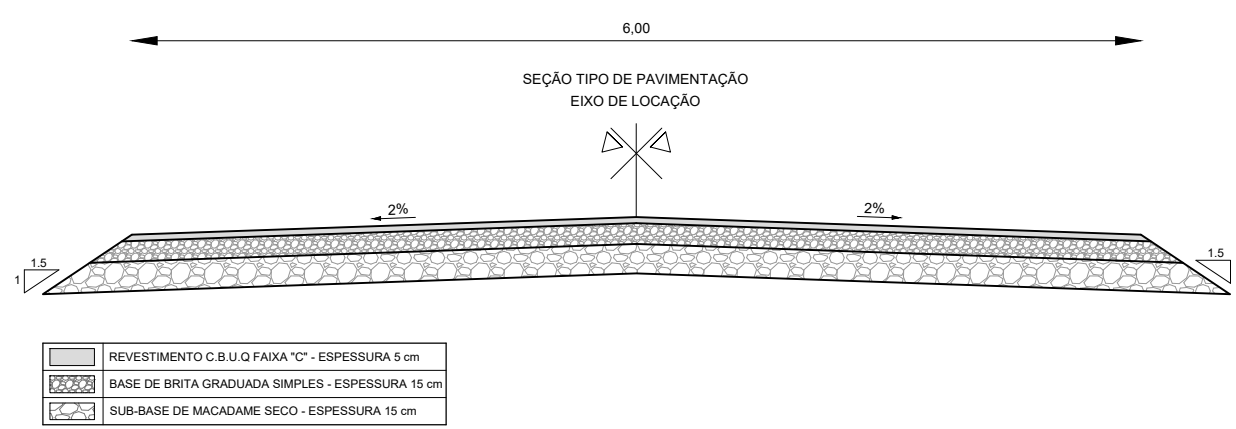 6,00
SEÇÃO TIPO DE PAVIMENTAÇÃO
EIXO DE LOCAÇÃO
2%
2%
1.5
1
1.5
1
REVESTIMENTO C.B.U.Q FAIXA "C" - ESPESSURA 5 cm
BASE DE BRITA GRADUADA SIMPLES - ESPESSURA 15 cm
SUB-BASE DE MACADAME SECO - ESPESSURA 15 cm